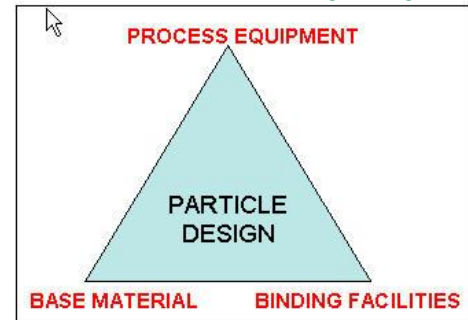 PROCESS EQUIPMENT
PARTICLE
DESIGN
BASE MATERIAL BINDING FACILITIES